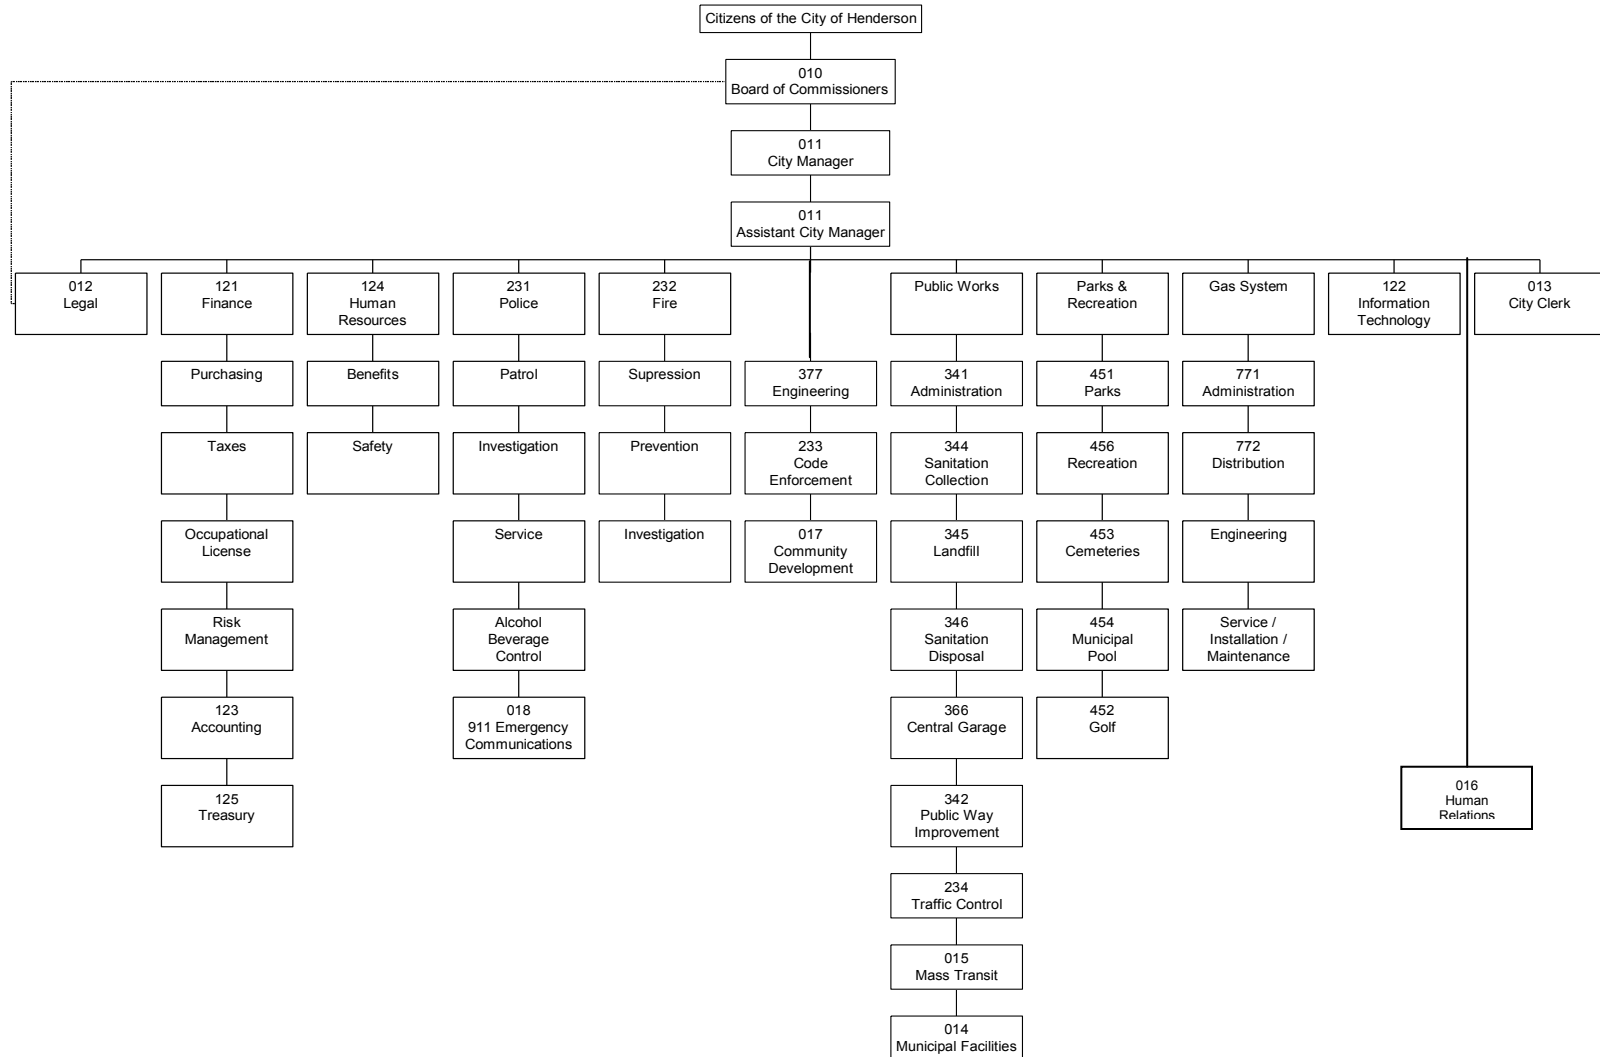 Citizens of the City of Henderson
010
Board of Commissioners
011
City Manager
011
Assistant City Manager
012
Legal
121
Finance
124
Human
Resources
231
Police
232
Fire
Public Works
Parks &
Recreation
Gas System
122
Information
Technology
013
City Clerk
Purchasing
Benefits
Patrol
Supression
377
Engineering
341
Administration
451
Parks
771
Administration
Taxes
Safety
Investigation
Prevention
233
Code
Enforcement
344
Sanitation
Collection
456
Recreation
772
Distribution
Occupational
License
Service
Investigation
017
Community
Development
345
Landfill
453
Cemeteries
Engineering
Risk
Management
Alcohol
Beverage
Control
346
Sanitation
Disposal
454
Municipal
Pool
Service /
Installation /
Maintenance
123
Accounting
018
911 Emergency
Communications
366
Central Garage
452
Golf
016
Human
Relations
125
Treasury
342
Public Way
Improvement
234
Traffic Control
015
Mass Transit
014
Municipal Facilities